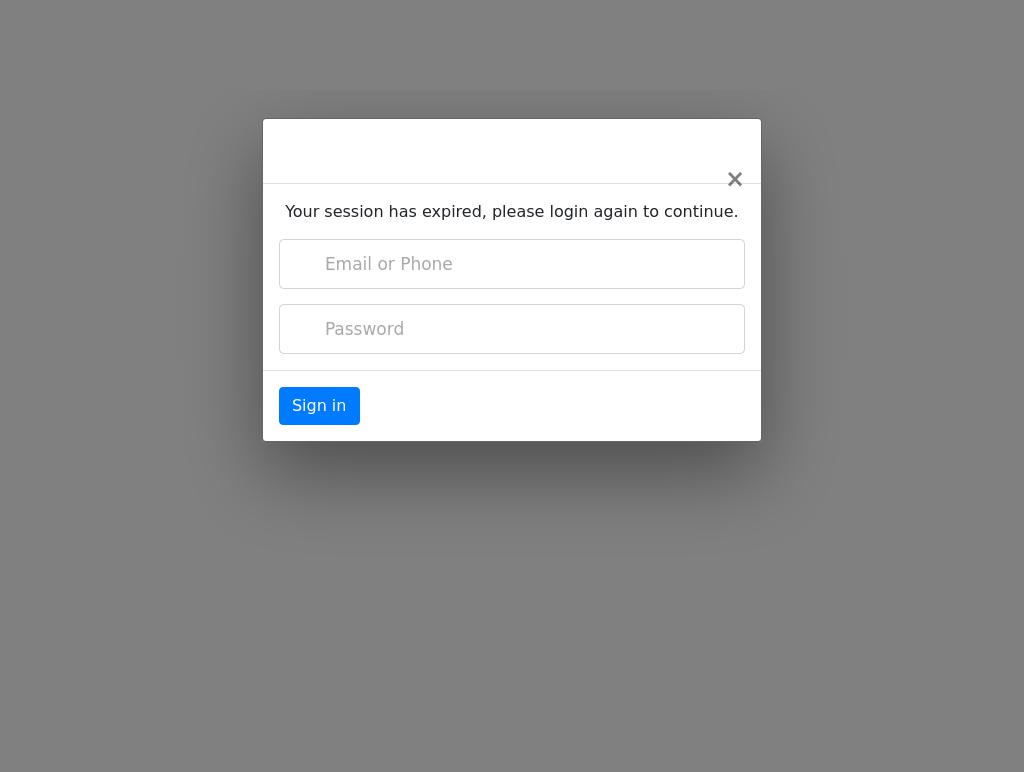 ×
Your session has expired, please login again to continue.
Email or Phone
Password
Sign in